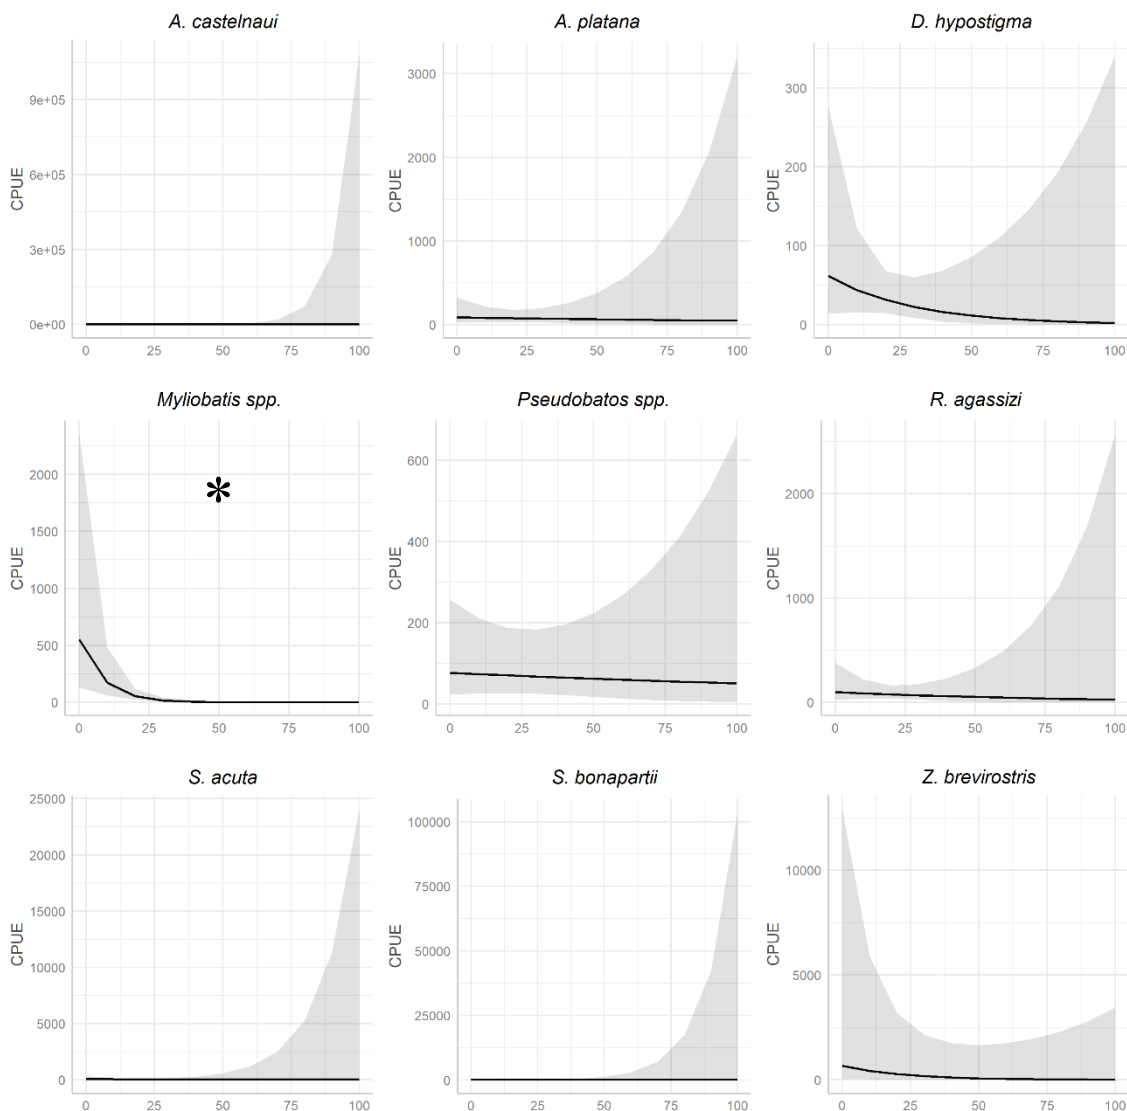 A. castelnaui
A. platana
D. hypostigma
CPUE
9e+05
6e+05
3e+05
0e+00
0 25 50 75 100
CPUE
3000
2000
1000
0
0 25 50 75 100
CPUE
300
200
100
0
0 25 50 75 100
Myliobatis spp.
Pseudobatos spp.
R. agassizi
CPUE
2000
1500
1000
500
0
*
0 25 50 75 100
CPUE
600
400
200
0
0 25 50 75 100
CPUE
2000
1000
0
0 25 50 75 100
S. acuta
S. bonapartii
Z. brevirostris
CPUE
25000
20000
15000
10000
5000
0
0 25 50 75 100
CPUE
100000
75000
50000
25000
0
0 25 50 75 100
CPUE
10000
5000
0
0 25 50 75 100